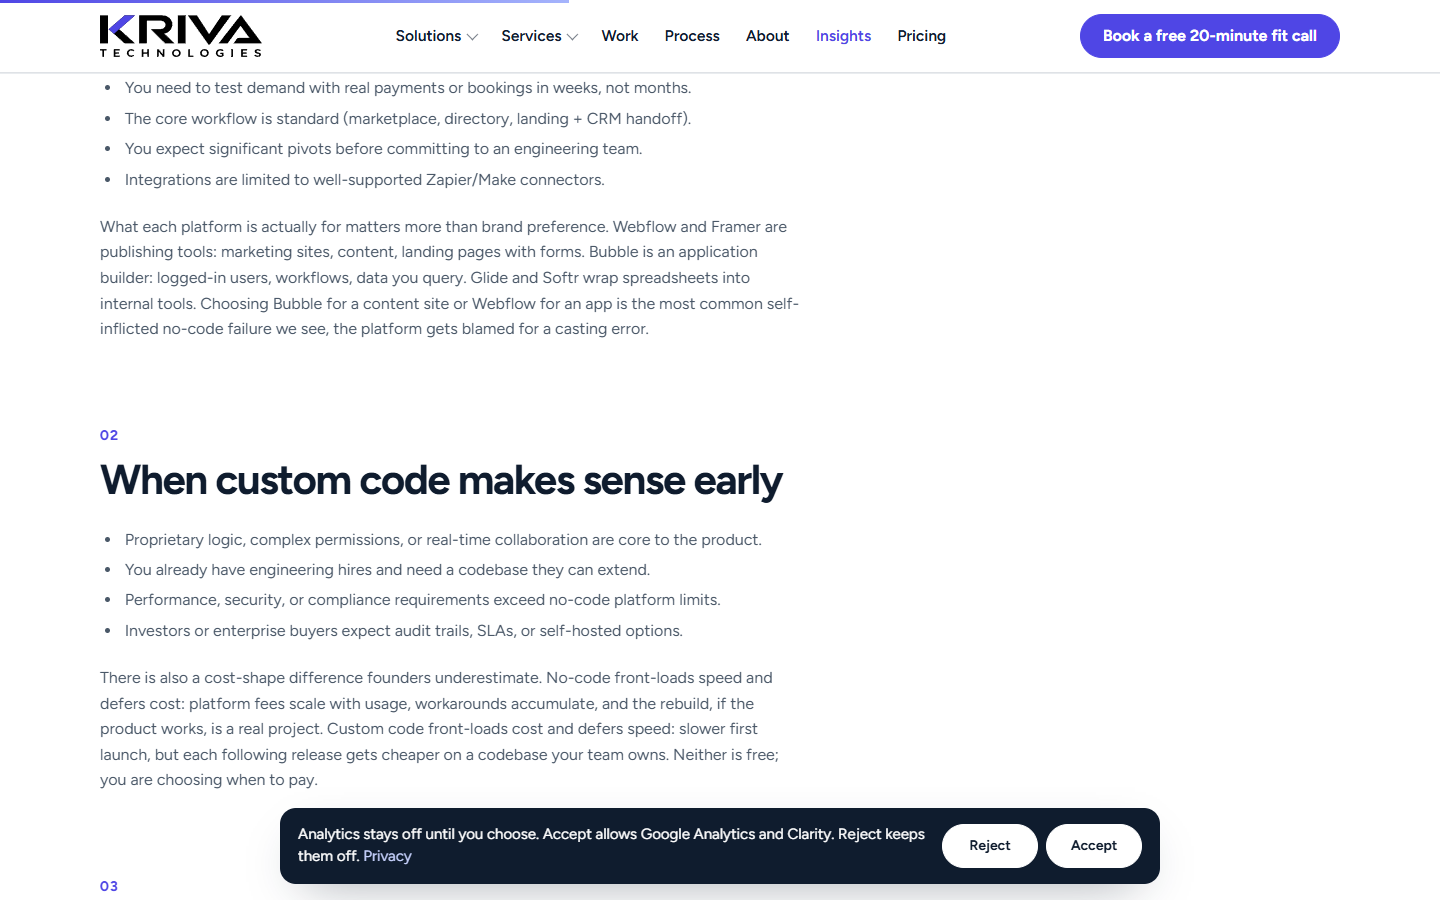 KRIVA
TECHNOLOGIES
Solutions
Services
Work
Process
About
Insights
Pricing
Book a free 20-minute fit call
• You need to test demand with real payments or bookings in weeks, not months.
• The core workflow is standard (marketplace, directory, landing + CRM handoff).
• You expect significant pivots before committing to an engineering team.
• Integrations are limited to well-supported Zapier/Make connectors.
What each platform is actually for matters more than brand preference. Webflow and Framer are
publishing tools: marketing sites, content, landing pages with forms. Bubble is an application
builder: logged-in users, workflows, data you query. Glide and Softr wrap spreadsheets into
internal tools. Choosing Bubble for a content site or Webflow for an app is the most common self-
inflicted no-code failure we see, the platform gets blamed for a casting error.
02
When custom code makes sense early
• Proprietary logic, complex permissions, or real-time collaboration are core to the product.
• You already have engineering hires and need a codebase they can extend.
• Performance, security, or compliance requirements exceed no-code platform limits.
• Investors or enterprise buyers expect audit trails, SLAs, or self-hosted options.
There is also a cost-shape difference founders underestimate. No-code front-loads speed and
defers cost: platform fees scale with usage, workarounds accumulate, and the rebuild, if the
product works, is a real project. Custom code front-loads cost and defers speed: slower first
launch, but each following release gets cheaper on a codebase your team owns. Neither is free;
you are choosing when to pay.
Analytics stays off until you choose. Accept allows Google Analytics and Clarity. Reject keeps
them off. Privacy
Reject
Accept
03